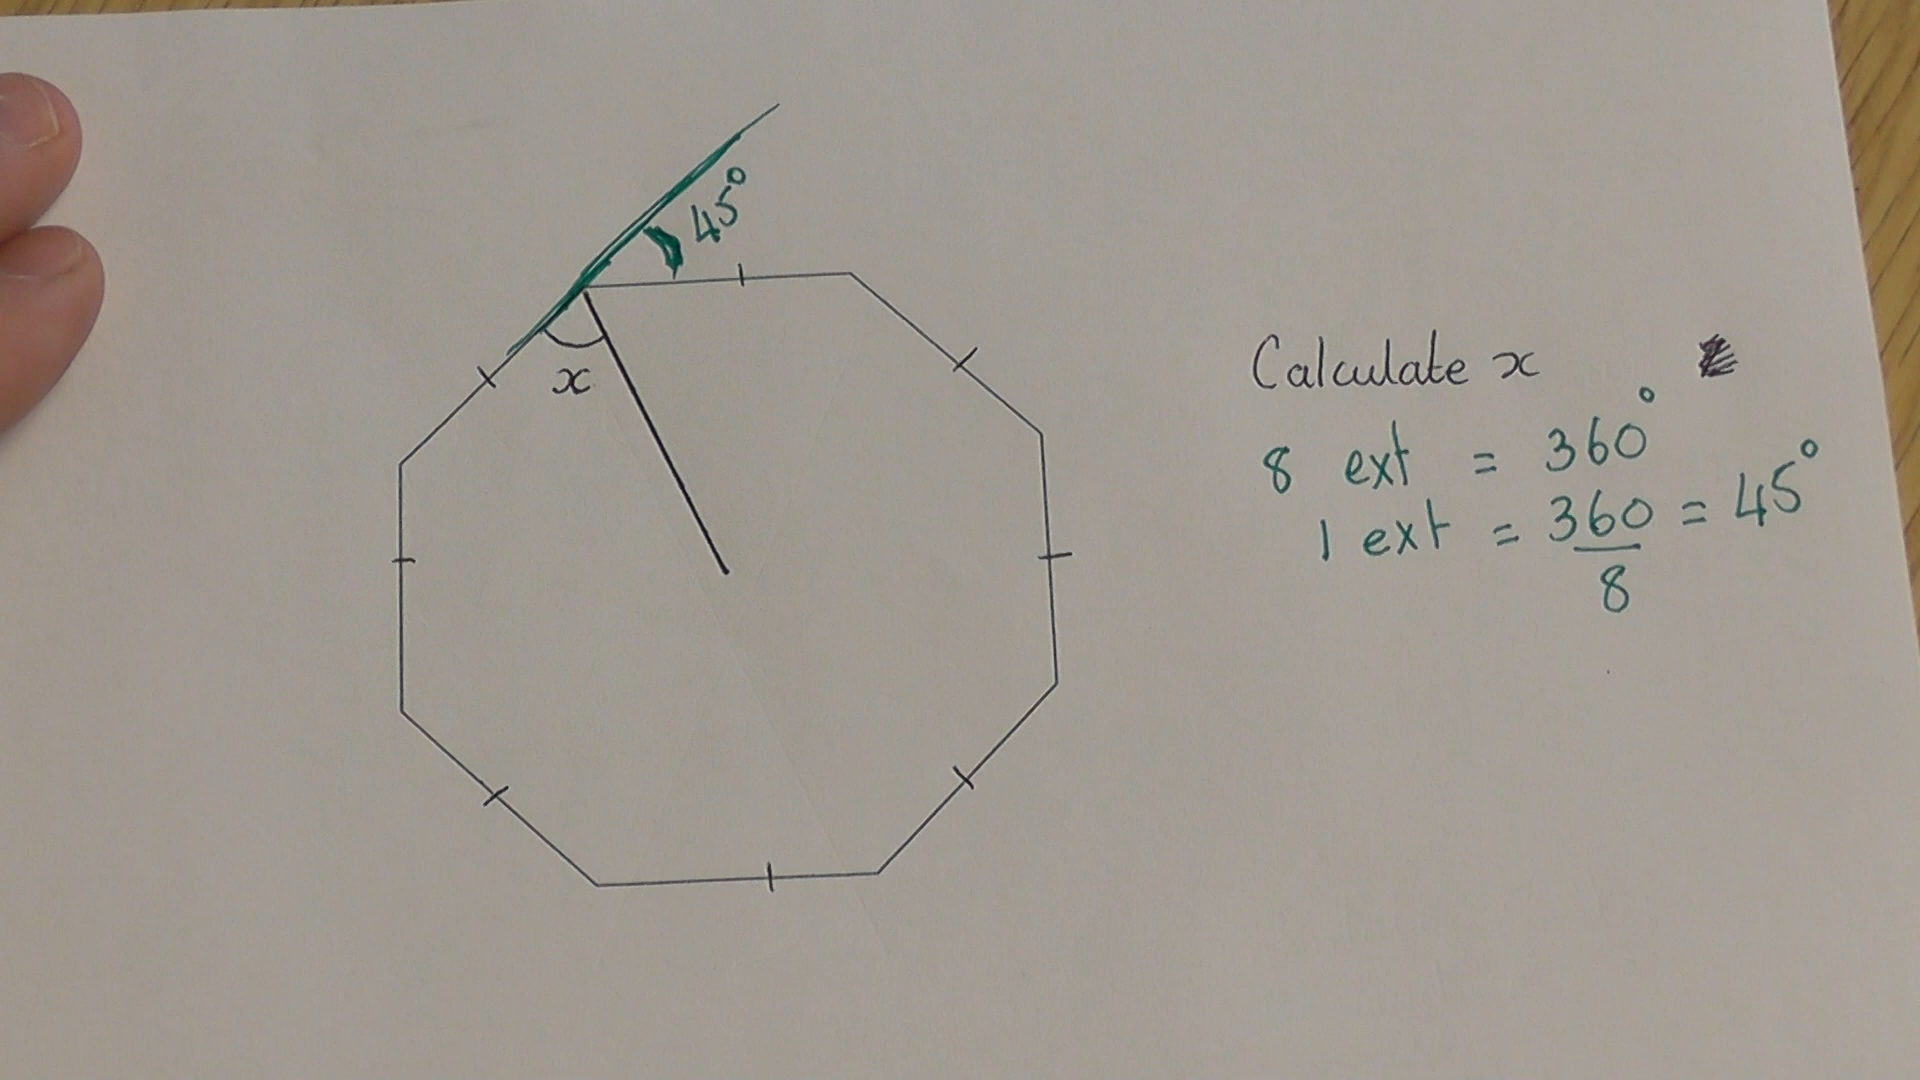 45°
x
Calculate x
8 ext = 360°
1 ext = 360/8 = 45°